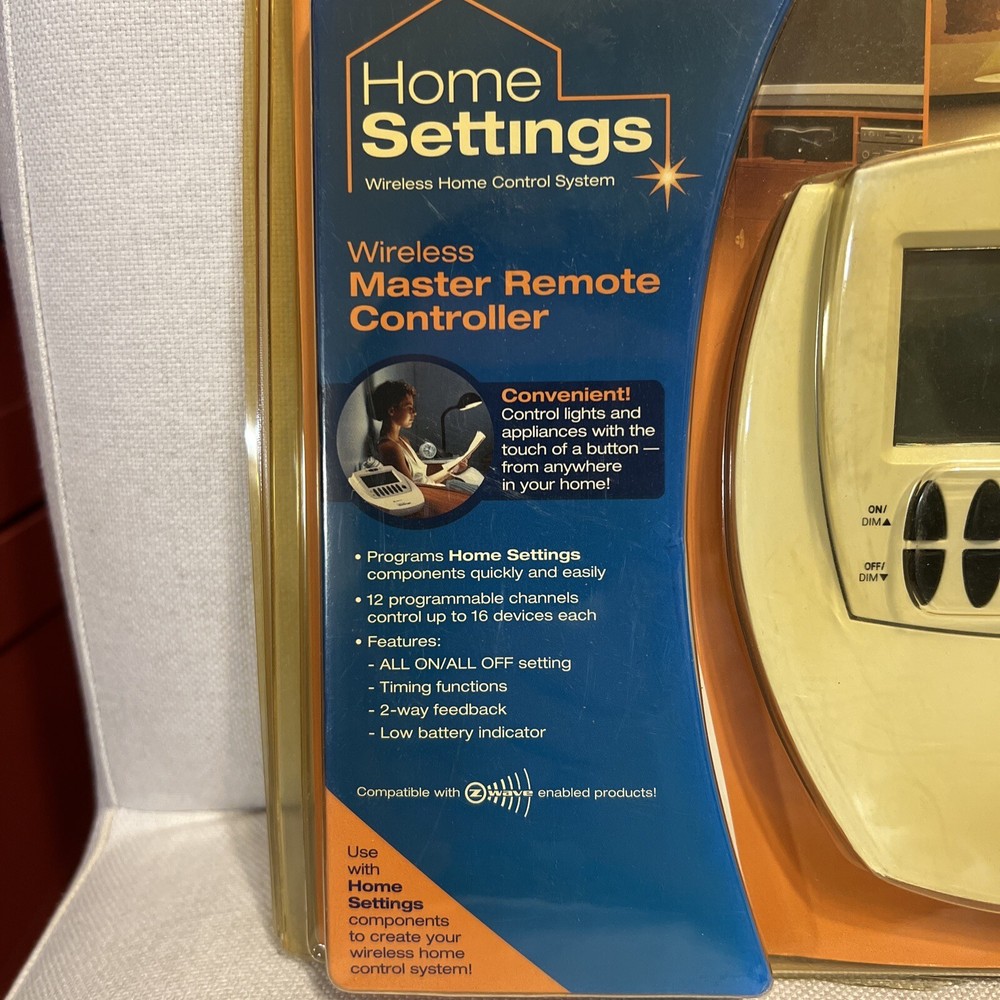 Home
Settings
Wireless Home Control System
Wireless
Master Remote
Controller
Convenient!
Control lights and
appliances with the
touch of a button —
from anywhere
in your home!
• Programs Home Settings
components quickly and easily
• 12 programmable channels
control up to 16 devices each
• Features:
- ALL ON/ALL OFF setting
- Timing functions
- 2-way feedback
- Low battery indicator
Compatible with Z wave enabled products!
Use
with
Home
Settings
components
to create your
wireless home
control system!
ON/
DIM▲
OFF/
DIM▼